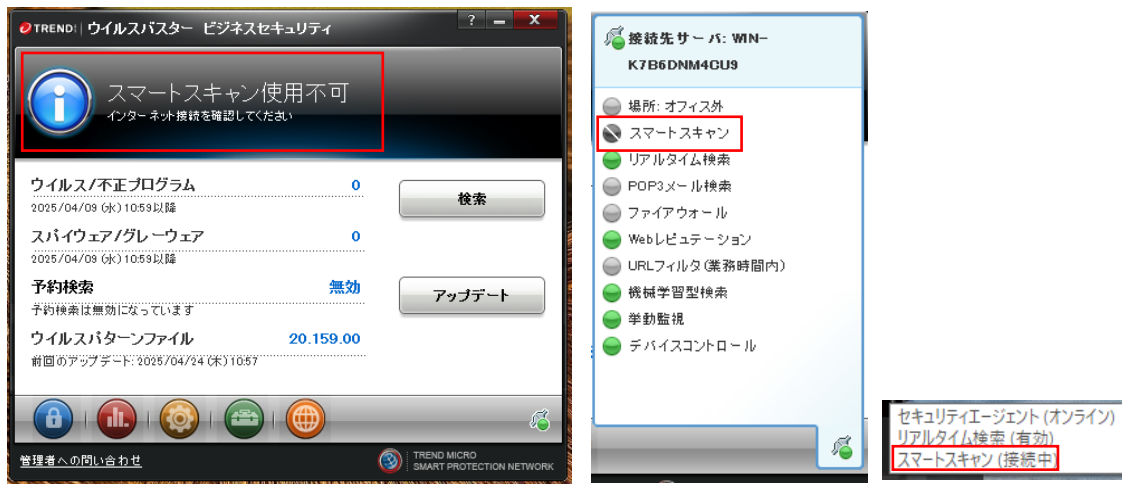 TREND ウイルスバスター ビジネスセキュリティ
? X
スマートスキャン使用不可
インターネット接続を確認してください
ウイルス/不正プログラム 0
2025/04/09 (水) 10:59以降
検索
スパイウェア/グレーウェア 0
2025/04/09 (水) 10:59以降
予約検索 無効
予約検索は無効になっています
アップデート
ウイルスパターンファイル 20.159.00
前回のアップデート: 2025/04/24 (木) 10:57
管理者への問い合わせ
TREND MICRO
SMART PROTECTION NETWORK
接続先サーバ: WIN-
K7B6DNM4CU9
場所: オフィス外
スマートスキャン
リアルタイム検索
POP3メール検索
ファイアウォール
Webレピュテーション
URLフィルタ(業務時間内)
機械学習型検索
挙動監視
デバイスコントロール
セキュリティエージェント (オンライン)
リアルタイム検索 (有効)
スマートスキャン (接続中)